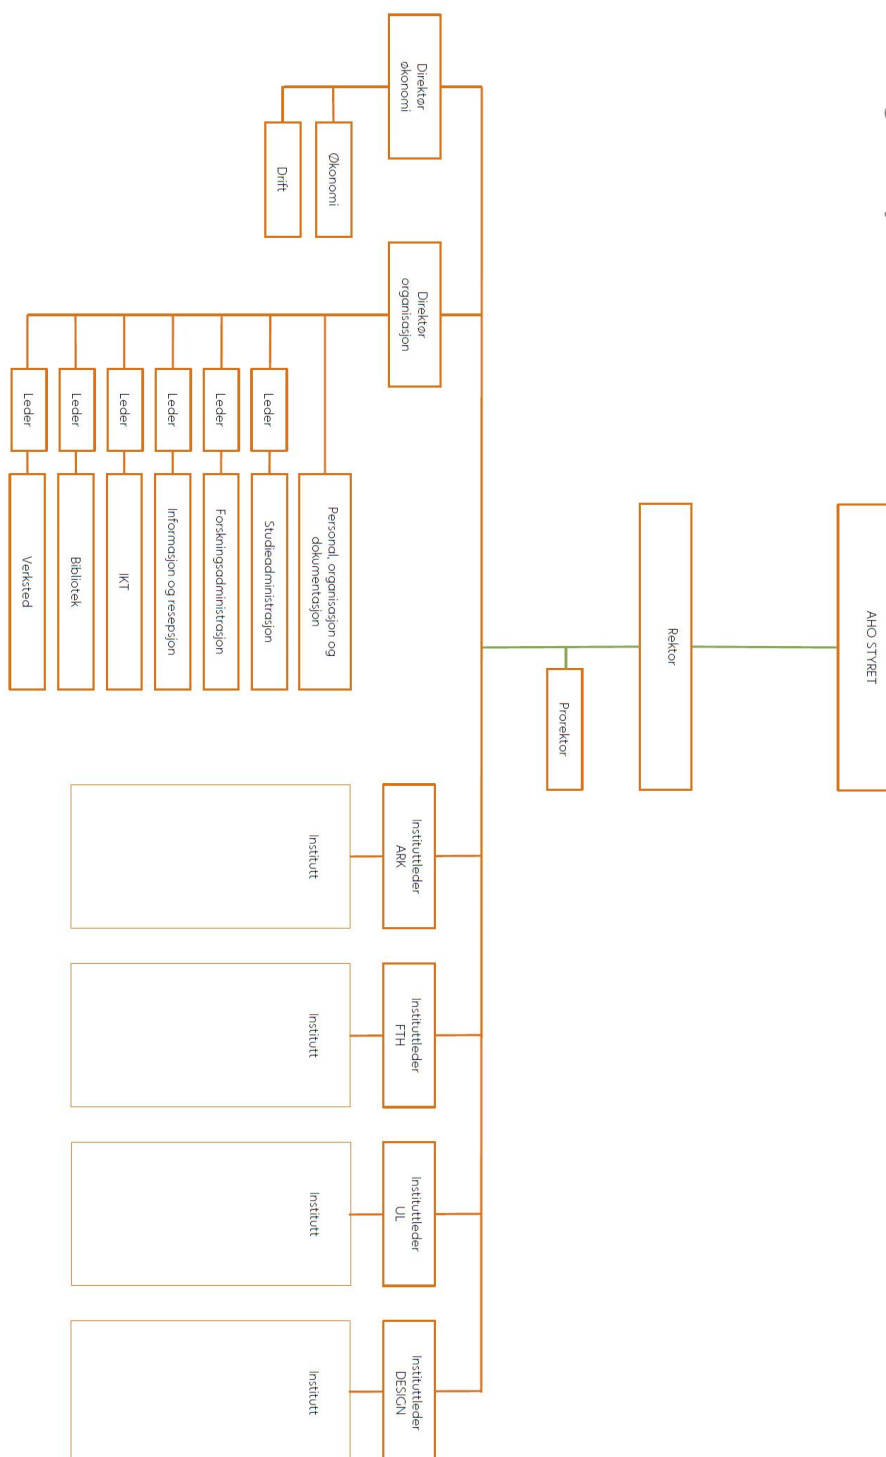 AHO STYRET
Rektor
Prorektor
Direktør
økonomi
Økonomi
Drift
Direktør
organisasjon
Personal, organisasjon og
dokumentasjon
Leder
Studieadministrasjon
Leder
Forskningsadministrasjon
Leder
Informasjon og resepsjon
Leder
IKT
Leder
Bibliotek
Leder
Verksted
Instituttleder
ARK
Institutt
Instituttleder
FTH
Institutt
Instituttleder
UL
Institutt
Instituttleder
DESIGN
Institutt